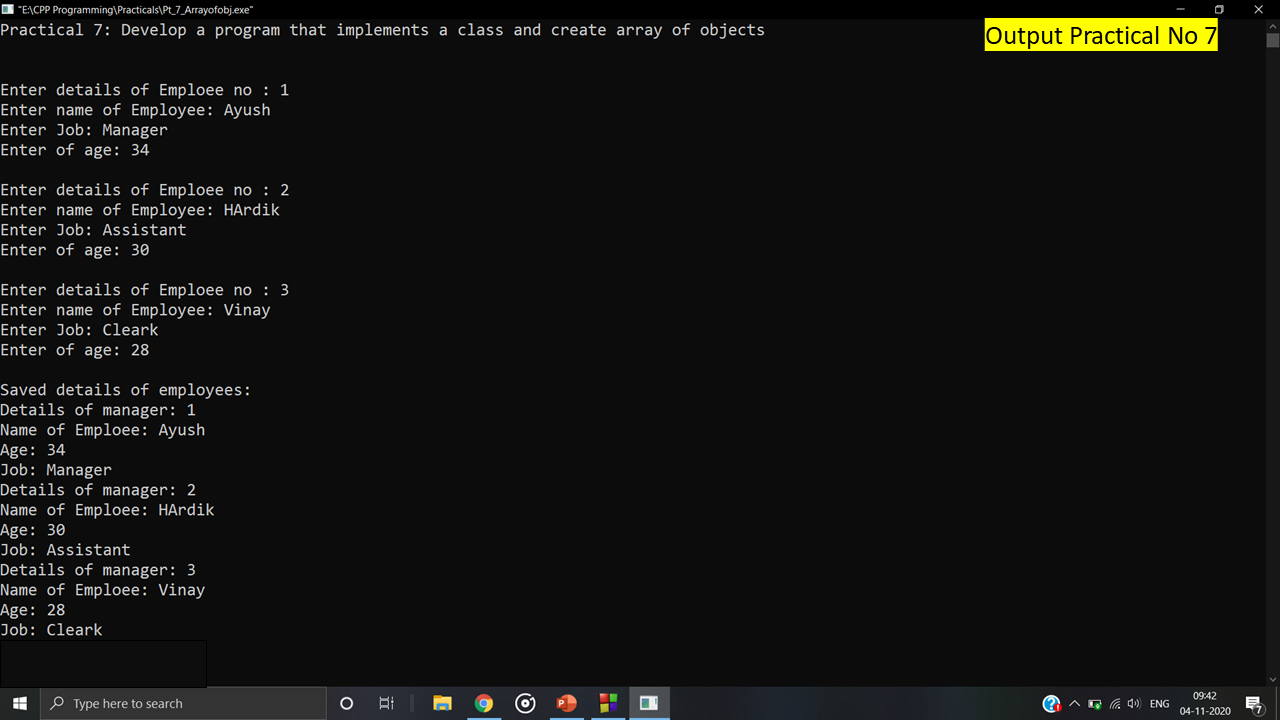 "E:\CPP Programming\Practicals\Pt_7_Arrayofobj.exe"
Practical 7: Develop a program that implements a class and create array of objects
Output Practical No 7
Enter details of Emploee no : 1
Enter name of Employee: Ayush
Enter Job: Manager
Enter of age: 34
Enter details of Emploee no : 2
Enter name of Employee: HArdik
Enter Job: Assistant
Enter of age: 30
Enter details of Emploee no : 3
Enter name of Employee: Vinay
Enter Job: Cleark
Enter of age: 28
Saved details of employees:
Details of manager: 1
Name of Emploee: Ayush
Age: 34
Job: Manager
Details of manager: 2
Name of Emploee: HArdik
Age: 30
Job: Assistant
Details of manager: 3
Name of Emploee: Vinay
Age: 28
Job: Cleark
Type here to search
ENG
09:42
04-11-2020
7